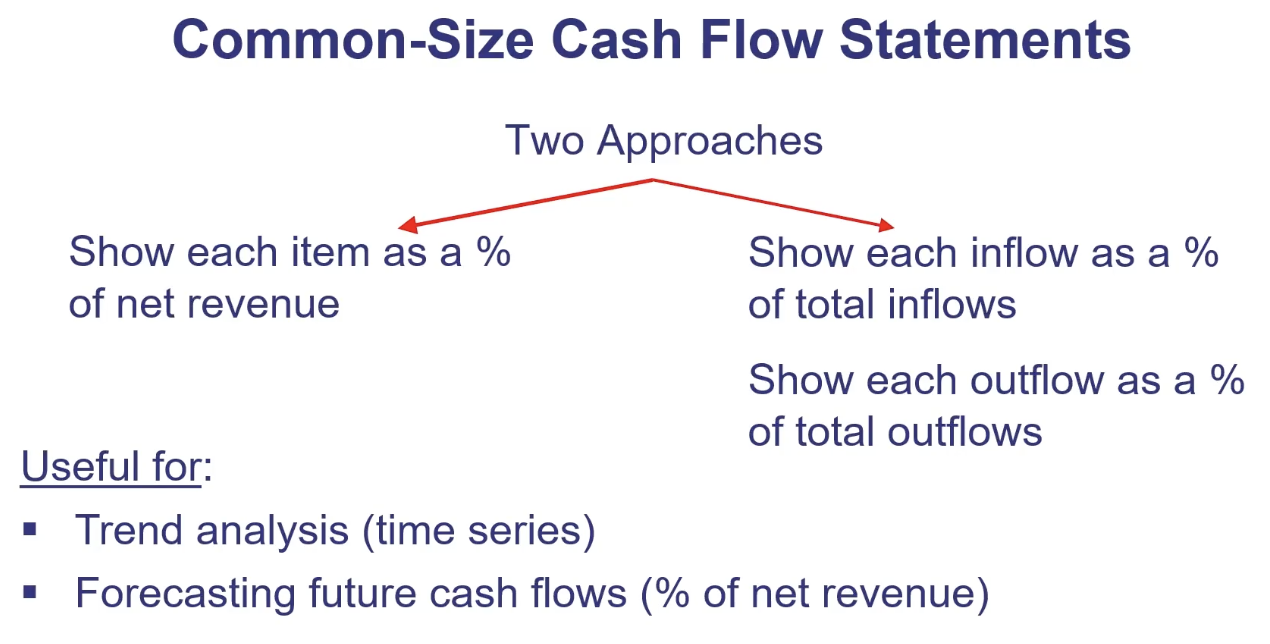 Common-Size Cash Flow Statements
Two Approaches
Show each item as a %
of net revenue
Show each inflow as a %
of total inflows
Show each outflow as a %
of total outflows
Useful for:
▪ Trend analysis (time series)
▪ Forecasting future cash flows (% of net revenue)